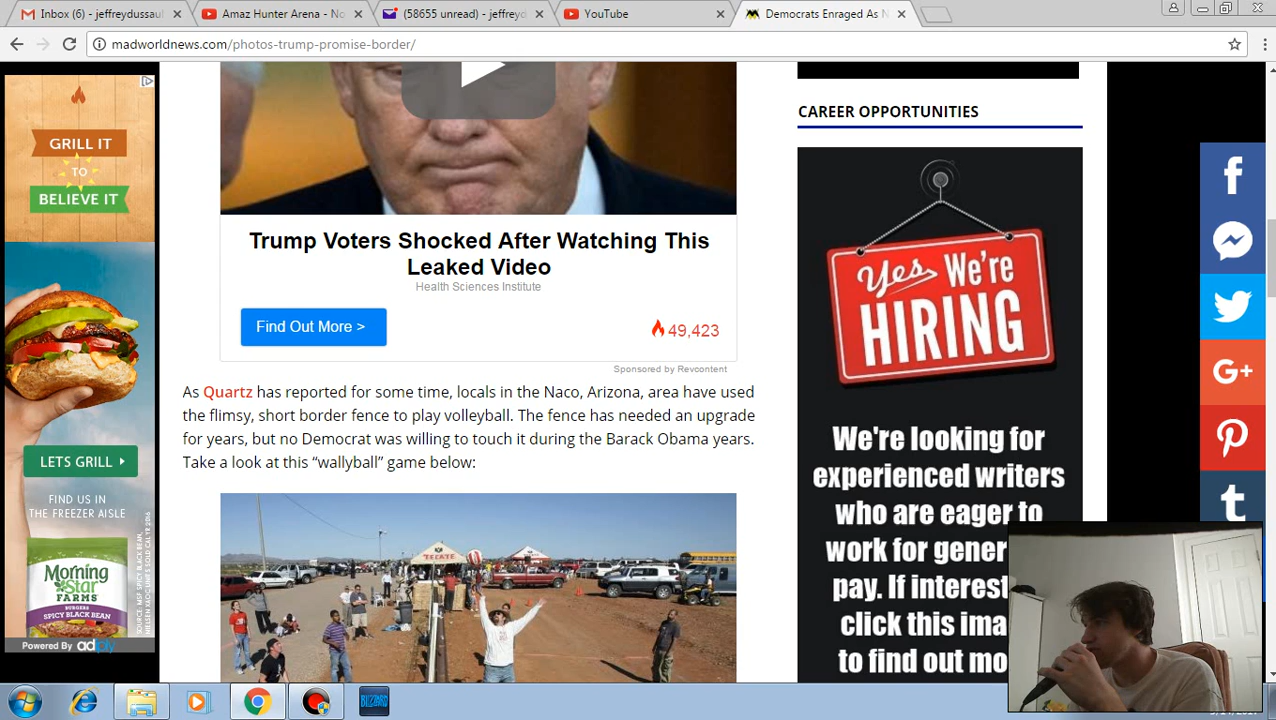 Inbox (6) - jeffreydussaul
Amaz Hunter Arena - No
(58655 unread) - jeffreyd
YouTube
Democrats Enraged As N
madworldnews.com/photos-trump-promise-border/
GRILL IT
TO
BELIEVE IT
LETS GRILL
FIND US IN
THE FREEZER AISLE
Morning
Star
FARMS
BURGERS
SPICY BLACK BEAN
Powered By adiply
Trump Voters Shocked After Watching This
Leaked Video
Health Sciences Institute
Find Out More >
49,423
Sponsored by Revcontent
As Quartz has reported for some time, locals in the Naco, Arizona, area have used
the flimsy, short border fence to play volleyball. The fence has needed an upgrade
for years, but no Democrat was willing to touch it during the Barack Obama years.
Take a look at this “wallyball” game below:
TECATE
CAREER OPPORTUNITIES
Yes We're
HIRING
We're looking for
experienced writers
who are eager to
work for gener
pay. If interest
click this ima
to find out mo
BLIZZARD